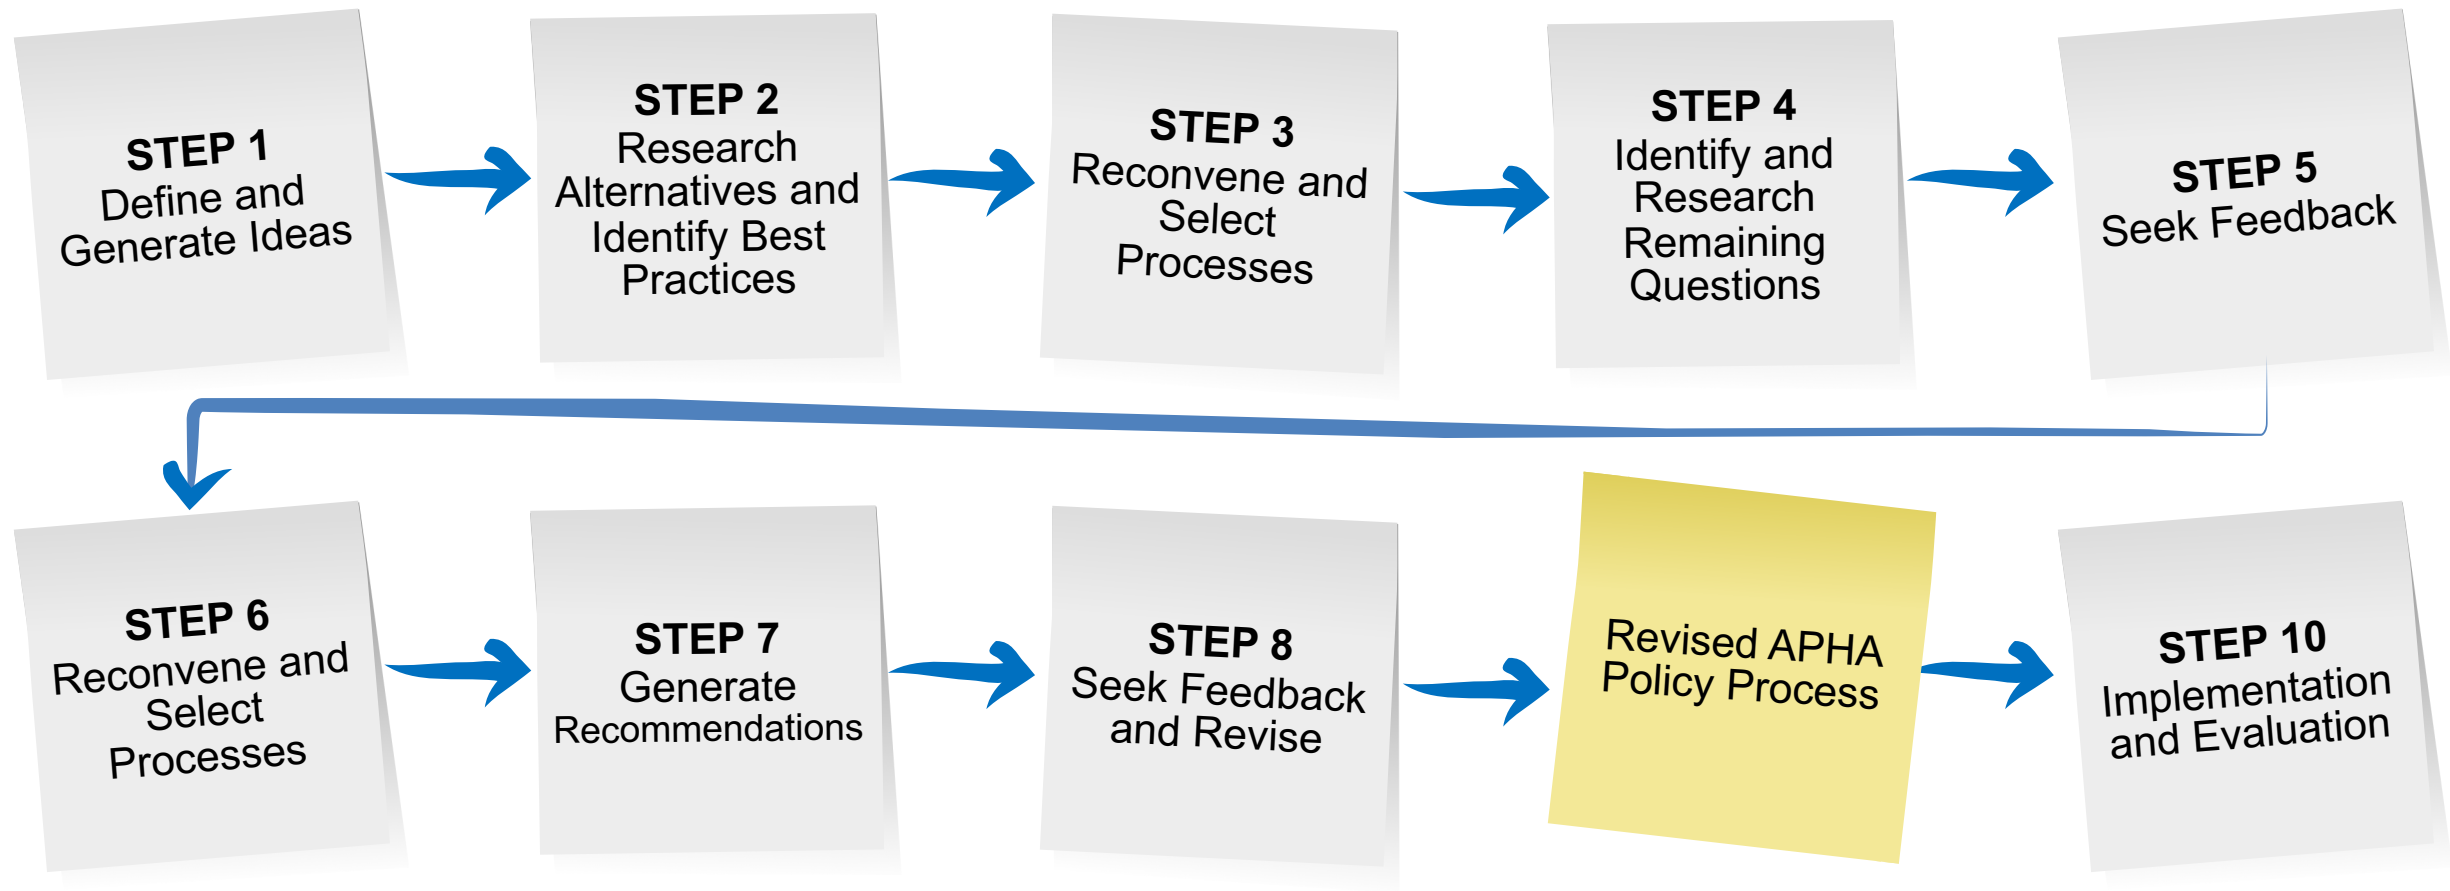 STEP 1
Define and
Generate Ideas
STEP 2
Research
Alternatives and
Identify Best
Practices
STEP 3
Reconvene and
Select
Processes
STEP 4
Identify and
Research
Remaining
Questions
STEP 5
Seek Feedback
STEP 6
Reconvene and
Select
Processes
STEP 7
Generate
Recommendations
STEP 8
Seek Feedback
and Revise
Revised APHA
Policy Process
STEP 10
Implementation
and Evaluation